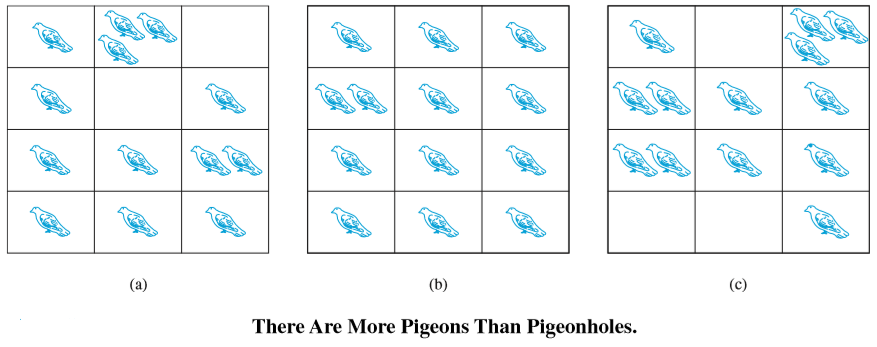 (a) (b) (c)
There Are More Pigeons Than Pigeonholes.